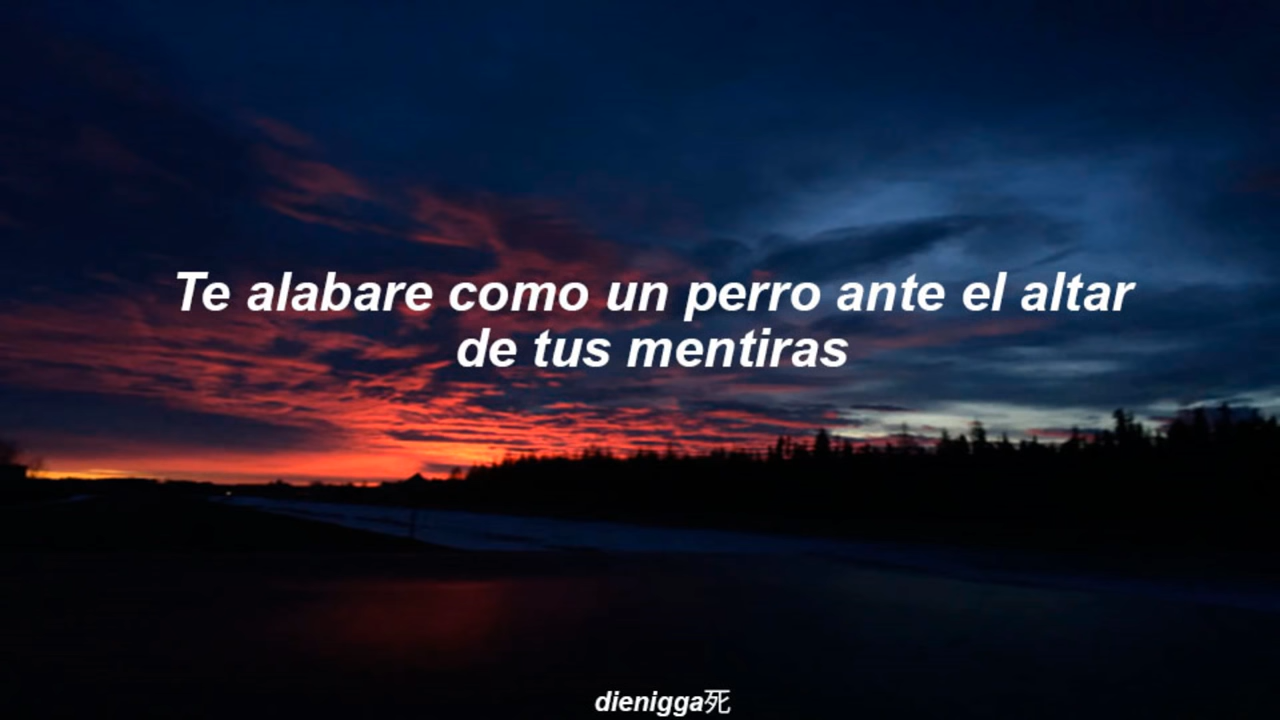 Te alabare como un perro ante el altar
de tus mentiras
dienigga死